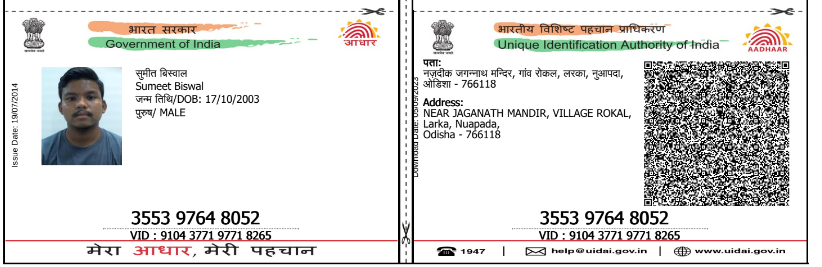 भारत सरकार
Government of India
आधार
Issue Date: 19/07/2014
सुमीत बिस्वाल
Sumeet Biswal
जन्म तिथि/DOB: 17/10/2003
पुरुष/ MALE
3553 9764 8052
VID : 9104 3771 9771 8265
मेरा आधार, मेरी पहचान
भारतीय विशिष्ट पहचान प्राधिकरण
Unique Identification Authority of India
AADHAAR
Download Date: 05/09/2023
पता:
नज़दीक जगन्नाथ मन्दिर, गांव रोकल, लरका, नुआपदा,
ओडिशा - 766118
Address:
NEAR JAGANATH MANDIR, VILLAGE ROKAL,
Larka, Nuapada,
Odisha - 766118
3553 9764 8052
VID : 9104 3771 9771 8265
1947 | help@uidai.gov.in | www.uidai.gov.in